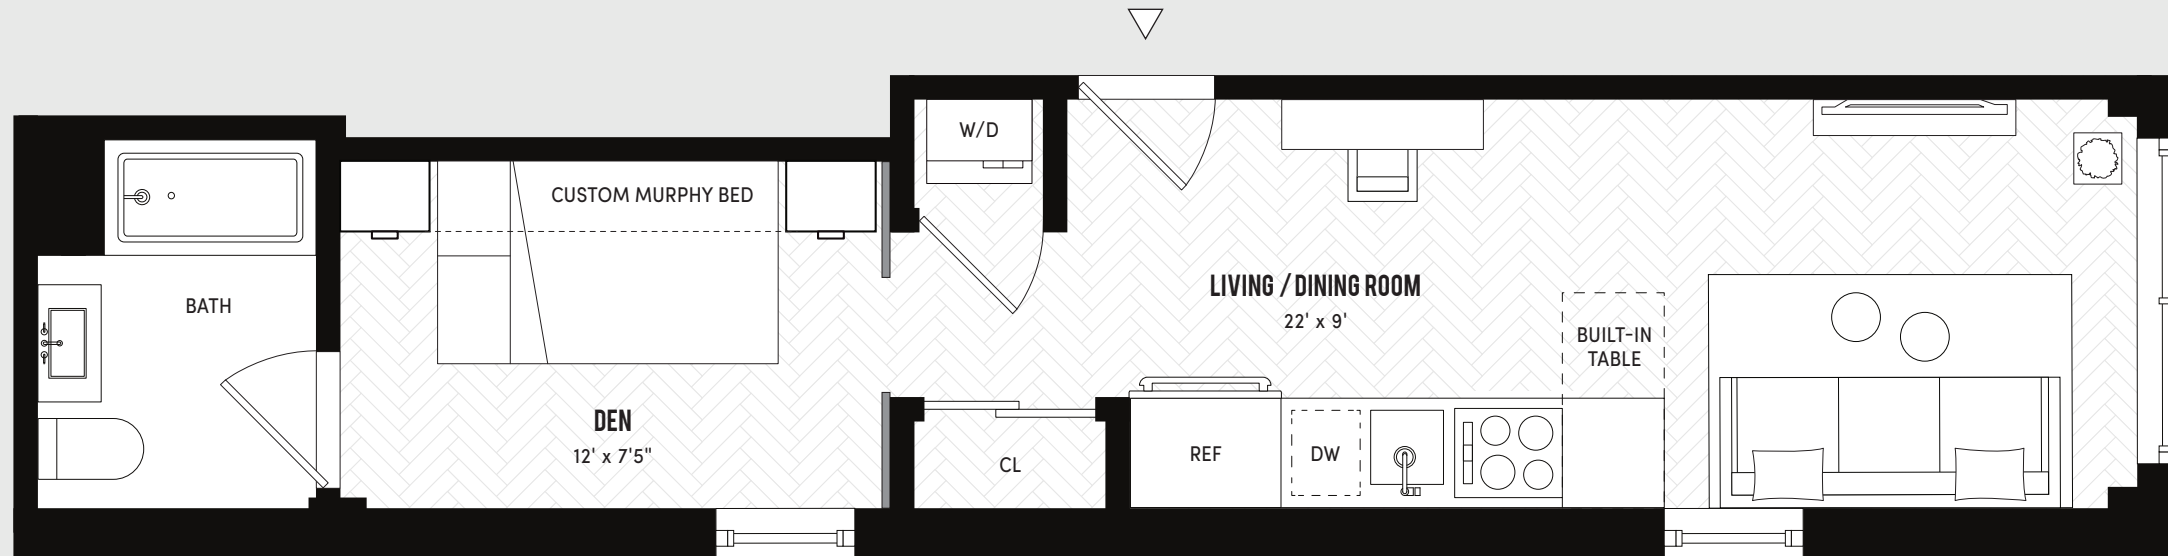 W/D
CUSTOM MURPHY BED
BATH
LIVING / DINING ROOM
22' x 9'
BUILT-IN
TABLE
DEN
12' x 7'5"
CL
REF
DW